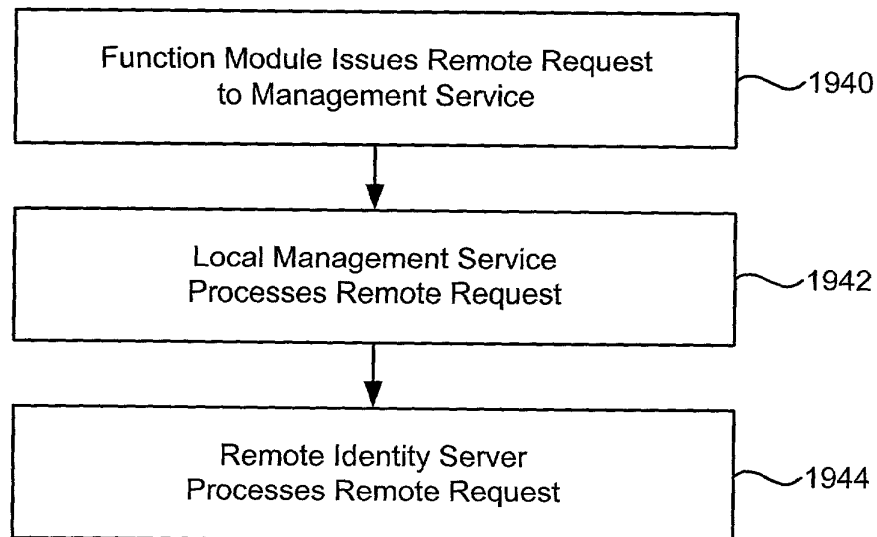 Function Module Issues Remote Request
to Management Service
1940
Local Management Service
Processes Remote Request
1942
Remote Identity Server
Processes Remote Request
1944